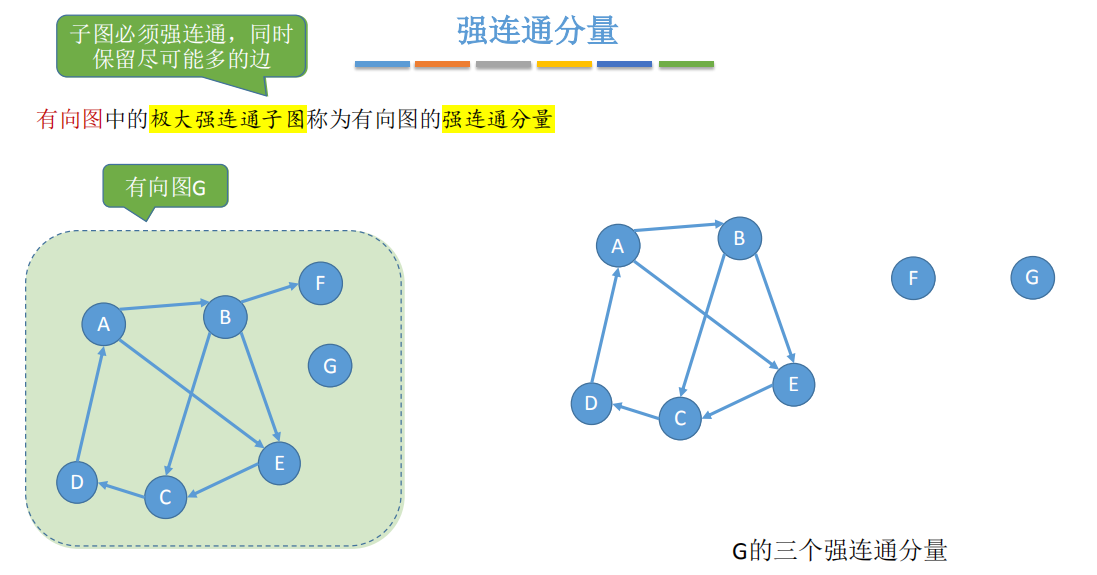 子图必须强连通，同时
保留尽可能多的边
强连通分量
有向图中的极大强连通子图称为有向图的强连通分量
有向图G
A
B
F
G
D
C
E
A
B
F
G
D
C
E
G的三个强连通分量